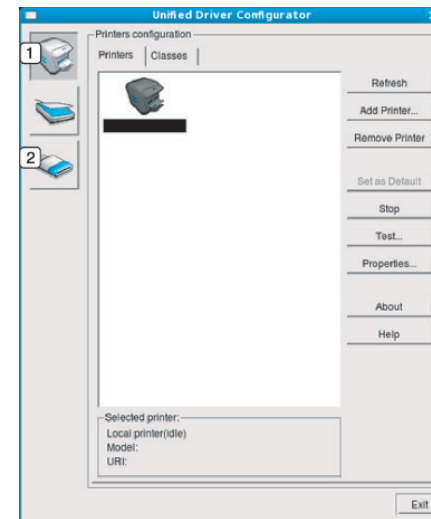 Unified Driver Configurator
1
2
Printers configuration
Printers
Classes
Refresh
Add Printer...
Remove Printer
Set as Default
Stop
Test...
Properties...
About
Help
Selected printer:
Local printer(idle)
Model:
URI:
Exit